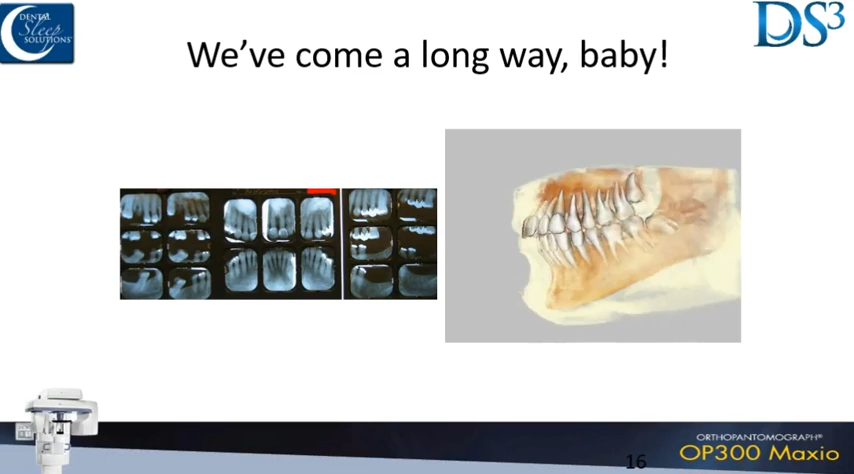 DENTAL
Sleep
SOLUTIONS
DS3
We've come a long way, baby!
16
ORTHOPANTOMOGRAPH®
OP300 Maxio